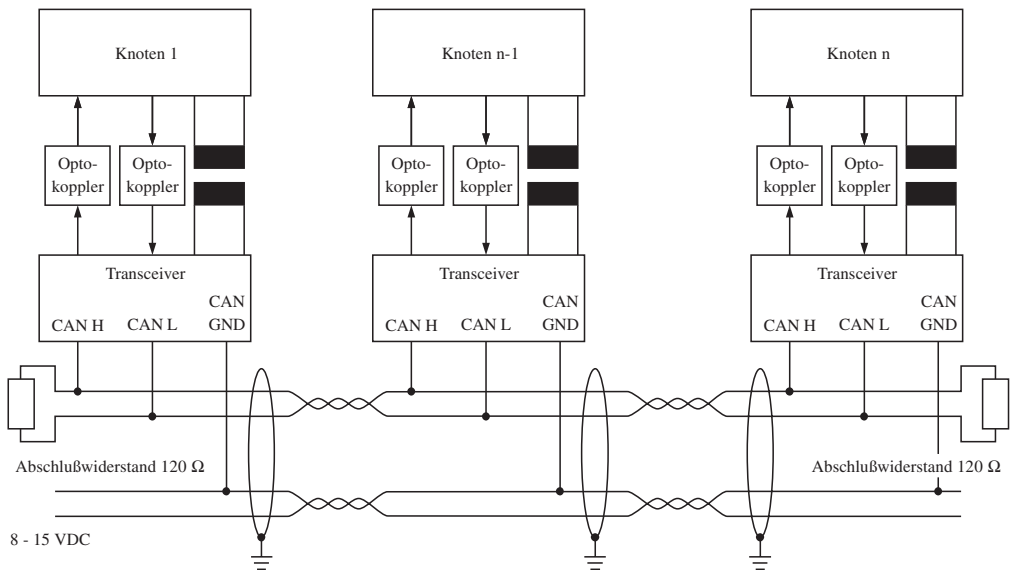 Knoten 1
Knoten n-1
Knoten n
Opto-
koppler
Opto-
koppler
Opto-
koppler
Opto-
koppler
Opto-
koppler
Opto-
koppler
Transceiver
CAN H
CAN L
CAN
GND
Transceiver
CAN H
CAN L
CAN
GND
Transceiver
CAN H
CAN L
CAN
GND
Abschlußwiderstand 120 Ω
Abschlußwiderstand 120 Ω
8 - 15 VDC